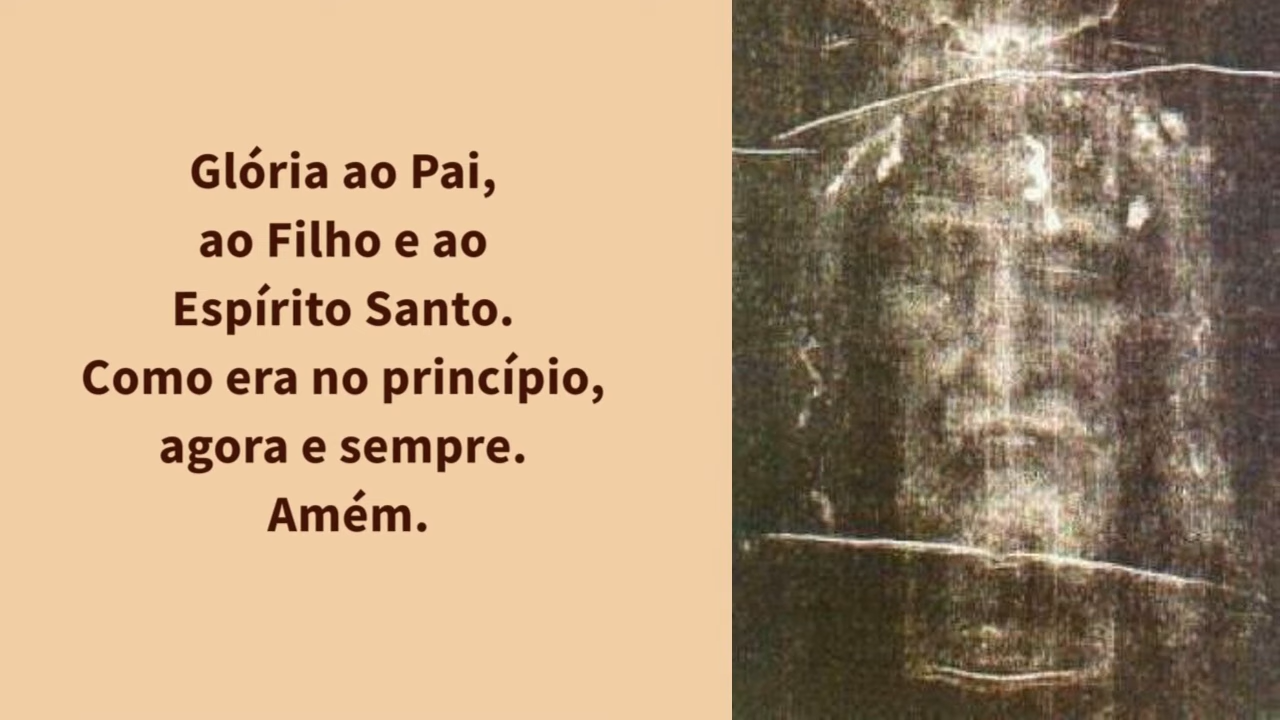 Glória ao Pai,
ao Filho e ao
Espírito Santo.
Como era no princípio,
agora e sempre.
Amém.